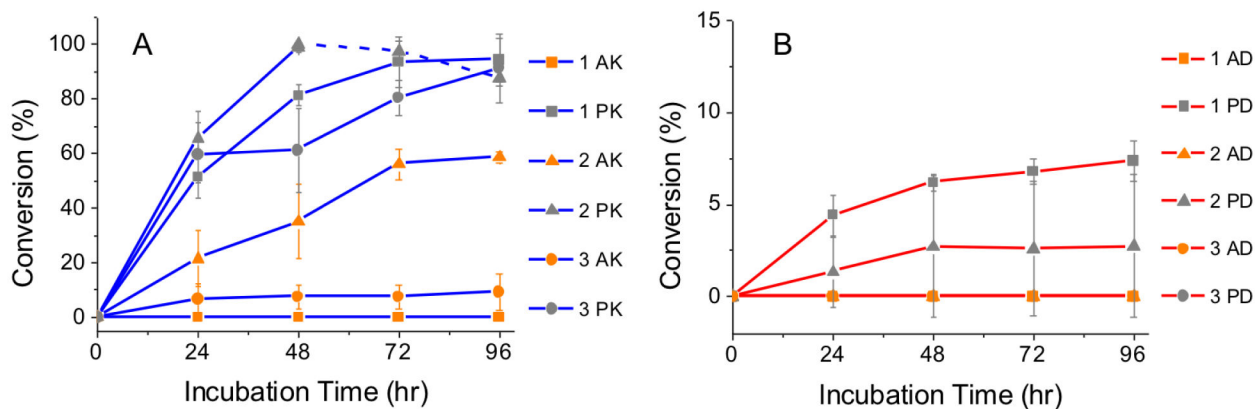 A
Conversion (%)
100
80
60
40
20
0
0 24 48 72 96
Incubation Time (hr)
1 AK
1 PK
2 AK
2 PK
3 AK
3 PK
B
Conversion (%)
15
10
5
0
0 24 48 72 96
Incubation Time (hr)
1 AD
1 PD
2 AD
2 PD
3 AD
3 PD